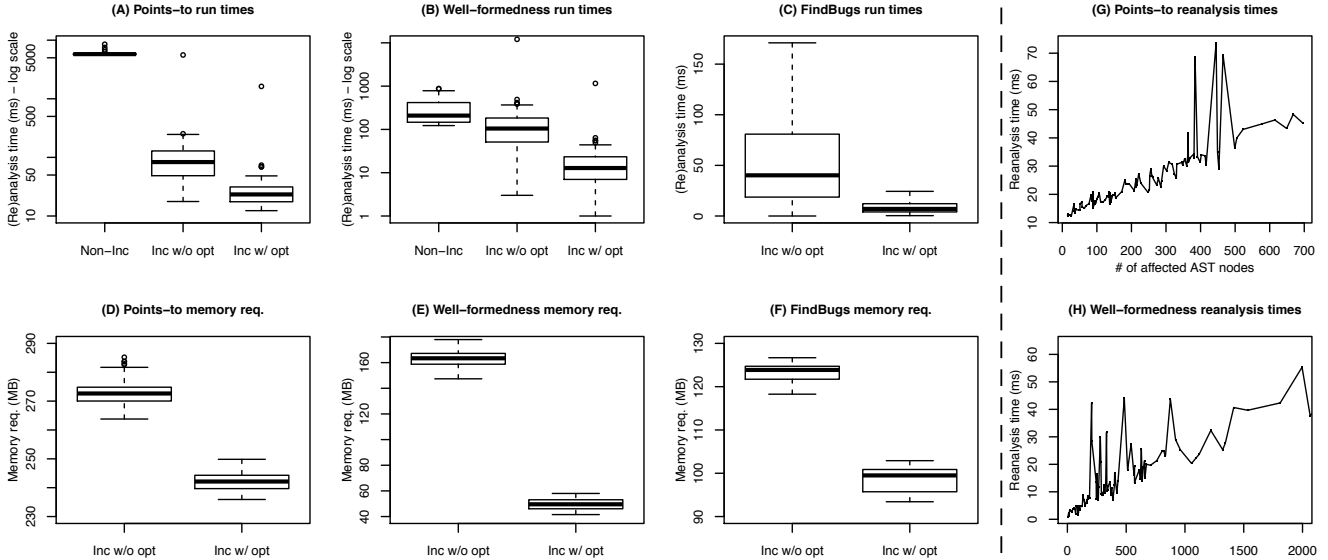 (A) Points−to run times
(Re)analysis time (ms) − log scale
5000
500
50
10
Non−Inc
Inc w/o opt
Inc w/ opt
(B) Well−formedness run times
(Re)analysis time (ms) − log scale
1000
100
10
1
Non−Inc
Inc w/o opt
Inc w/ opt
(C) FindBugs run times
(Re)analysis time (ms)
150
100
50
0
Inc w/o opt
Inc w/ opt
(G) Points−to reanalysis times
Reanalysis time (ms)
70
60
50
40
30
20
10
0 100 200 300 400 500 600 700
# of affected AST nodes
(D) Points−to memory req.
Memory req. (MB)
290
270
250
230
Inc w/o opt
Inc w/ opt
(E) Well−formedness memory req.
Memory req. (MB)
160
120
80
60
40
Inc w/o opt
Inc w/ opt
(F) FindBugs memory req.
Memory req. (MB)
130
120
110
100
90
Inc w/o opt
Inc w/ opt
(H) Well−formedness reanalysis times
Reanalysis time (ms)
60
50
40
30
20
10
0
0 500 1000 1500 2000